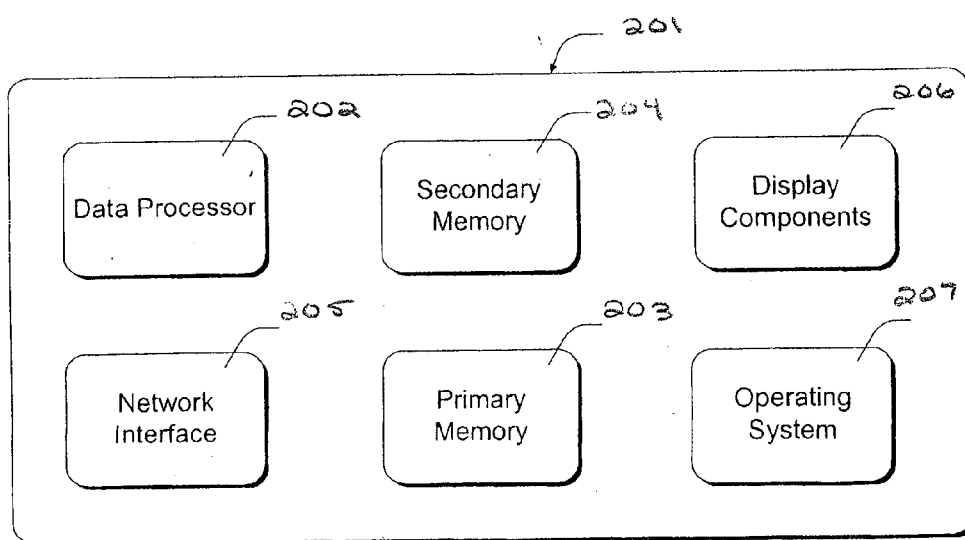 201
202
204
206
Data Processor
Secondary
Memory
Display
Components
205
203
207
Network
Interface
Primary
Memory
Operating
System